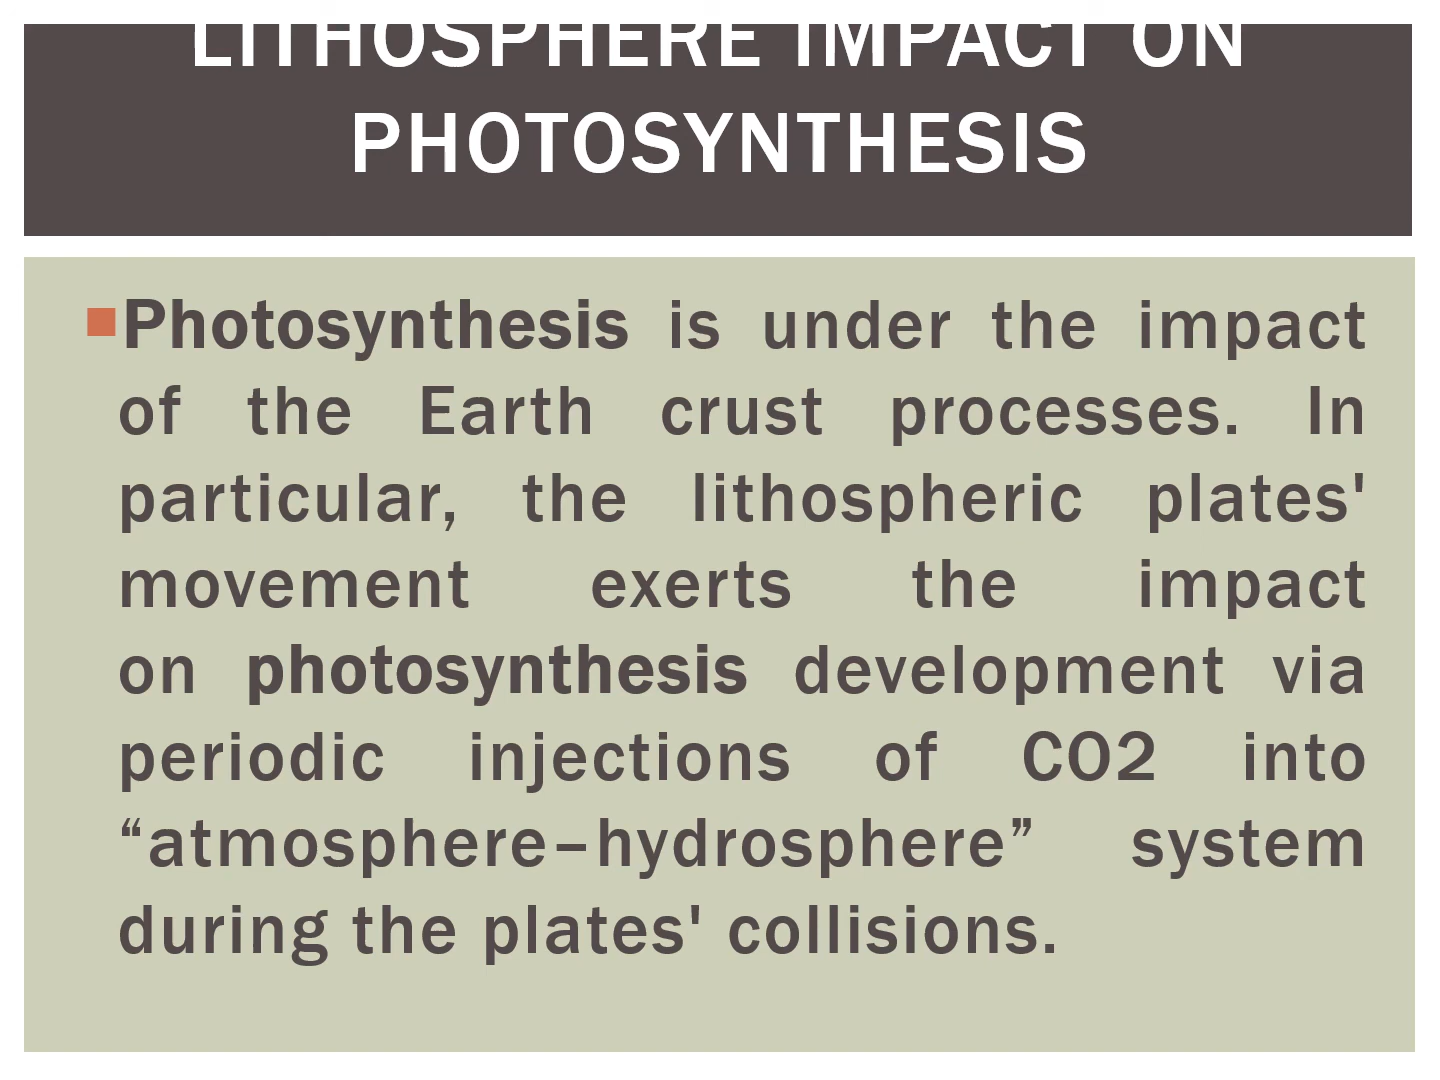 LITHOSPHERE IMPACT ON
PHOTOSYNTHESIS
Photosynthesis is under the impact
of the Earth crust processes. In
particular, the lithospheric plates'
movement exerts the impact
on photosynthesis development via
periodic injections of CO2 into
“atmosphere–hydrosphere” system
during the plates' collisions.